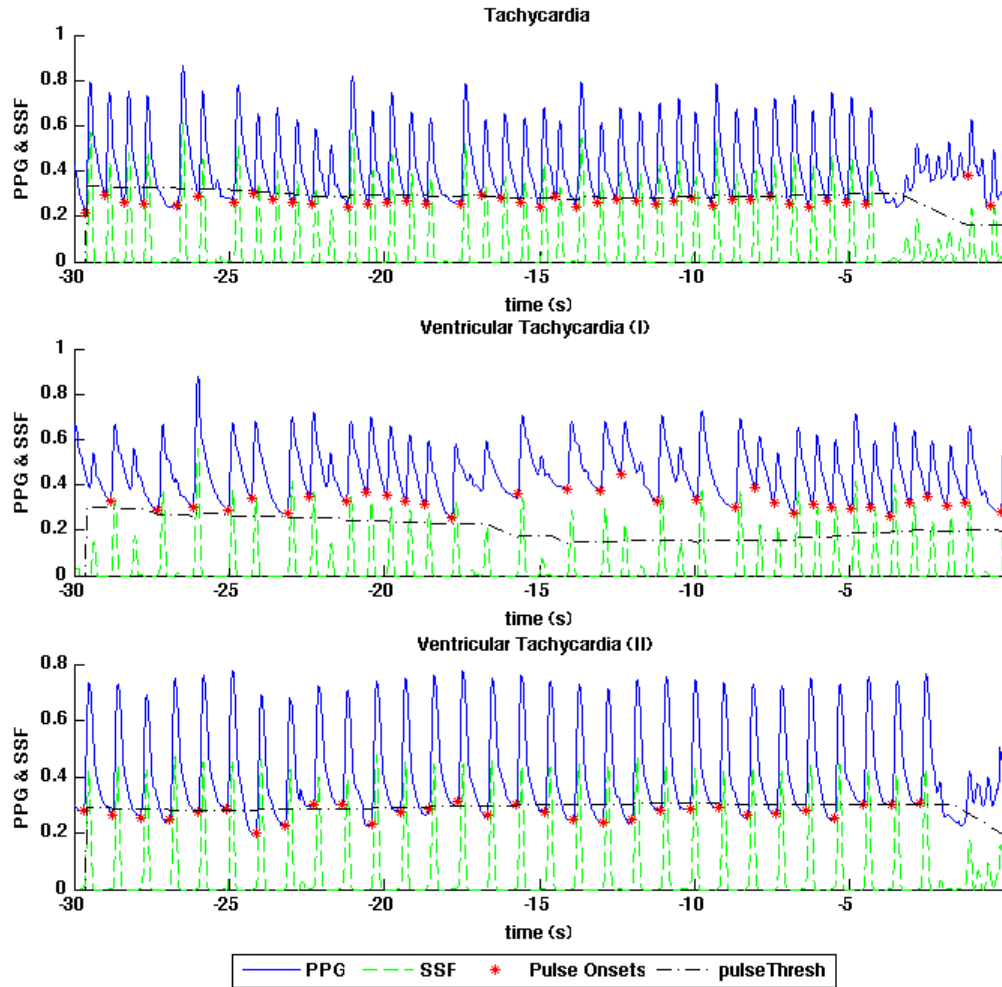 Tachycardia
1
0.8
0.6
0.4
0.2
0
PPG & SSF
-30 -25 -20 -15 -10 -5
time (s)
Ventricular Tachycardia (I)
1
0.8
0.6
0.4
0.2
0
PPG & SSF
-30 -25 -20 -15 -10 -5
time (s)
Ventricular Tachycardia (II)
0.8
0.6
0.4
0.2
0
PPG & SSF
-30 -25 -20 -15 -10 -5
time (s)
PPG SSF Pulse Onsets pulseThresh